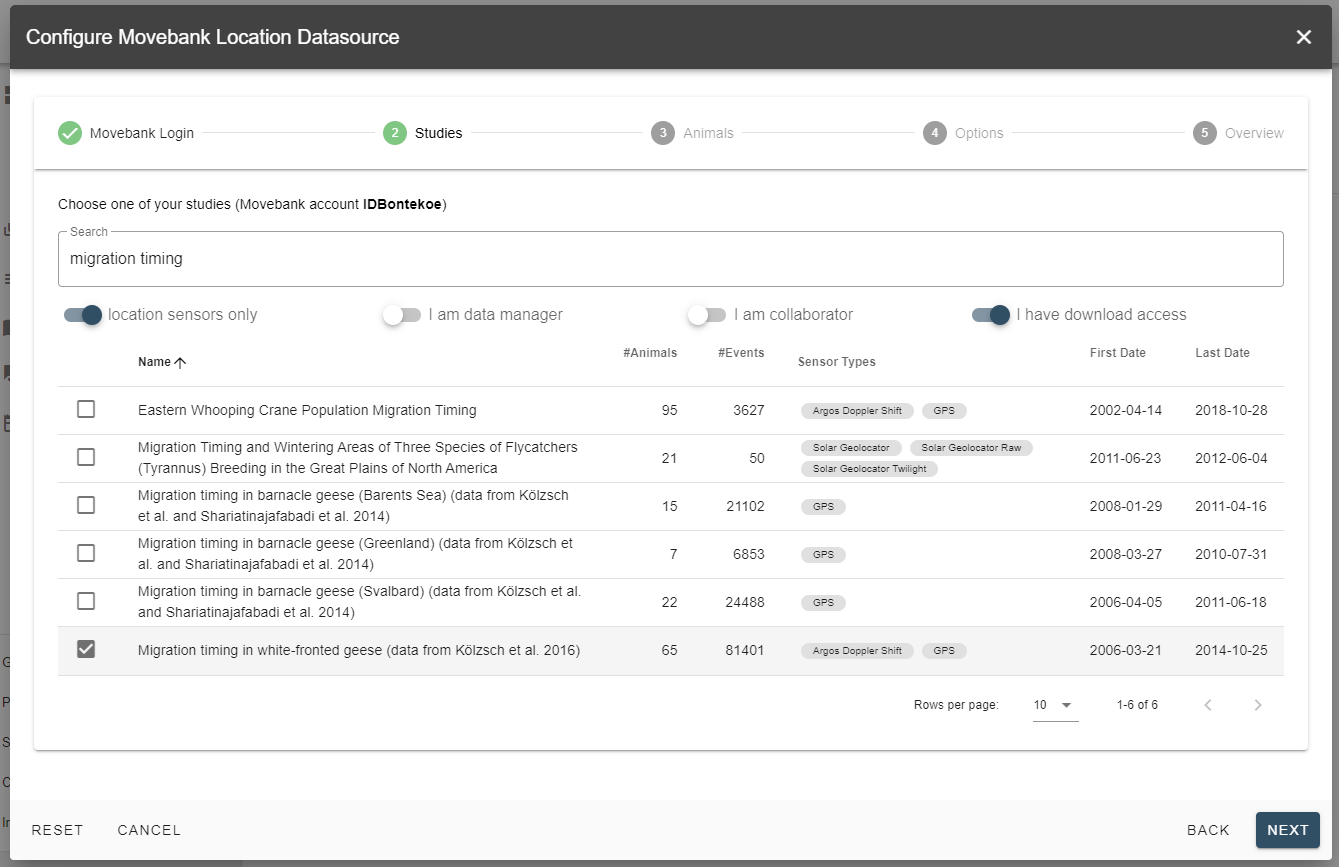 Configure Movebank Location Datasource
Movebank Login
2 Studies
3 Animals
4 Options
5 Overview
Choose one of your studies (Movebank account IDBontekoe)
Search
migration timing
location sensors only
I am data manager
I am collaborator
I have download access
Name #Animals #Events Sensor Types First Date Last Date
Eastern Whooping Crane Population Migration Timing 95 3627 Argos Doppler Shift GPS 2002-04-14 2018-10-28
Migration Timing and Wintering Areas of Three Species of Flycatchers
(Tyrannus) Breeding in the Great Plains of North America
21 50
Solar Geolocator Solar Geolocator Raw
Solar Geolocator Twilight
2011-06-23 2012-06-04
Migration timing in barnacle geese (Barents Sea) (data from Kölzsch
et al. and Shariatinajafabadi et al. 2014)
15 21102 GPS 2008-01-29 2011-04-16
Migration timing in barnacle geese (Greenland) (data from Kölzsch et
al. and Shariatinajafabadi et al. 2014)
7 6853 GPS 2008-03-27 2010-07-31
Migration timing in barnacle geese (Svalbard) (data from Kölzsch et al.
and Shariatinajafabadi et al. 2014)
22 24488 GPS 2006-04-05 2011-06-18
Migration timing in white-fronted geese (data from Kölzsch et al. 2016) 65 81401 Argos Doppler Shift GPS 2006-03-21 2014-10-25
Rows per page: 10 1-6 of 6
RESET CANCEL BACK NEXT